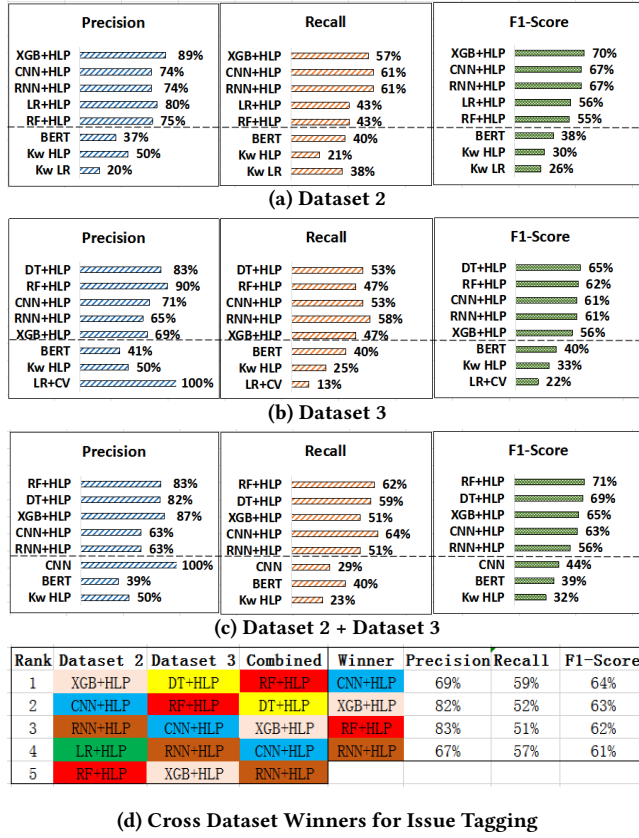 Precision
XGB+HLP 89%
CNN+HLP 74%
RNN+HLP 74%
LR+HLP 80%
RF+HLP 75%
BERT 37%
Kw HLP 50%
Kw LR 20%
Recall
XGB+HLP 57%
CNN+HLP 61%
RNN+HLP 61%
LR+HLP 43%
RF+HLP 43%
BERT 40%
Kw HLP 21%
Kw LR 38%
F1-Score
XGB+HLP 70%
CNN+HLP 67%
RNN+HLP 67%
LR+HLP 56%
RF+HLP 55%
BERT 38%
Kw HLP 30%
Kw LR 26%
(a) Dataset 2
Precision
DT+HLP 83%
RF+HLP 90%
CNN+HLP 71%
RNN+HLP 65%
XGB+HLP 69%
BERT 41%
Kw HLP 50%
LR+CV 100%
Recall
DT+HLP 53%
RF+HLP 47%
CNN+HLP 53%
RNN+HLP 58%
XGB+HLP 47%
BERT 40%
Kw HLP 25%
LR+CV 13%
F1-Score
DT+HLP 65%
RF+HLP 62%
CNN+HLP 61%
RNN+HLP 61%
XGB+HLP 56%
BERT 40%
Kw HLP 33%
LR+CV 22%
(b) Dataset 3
Precision
RF+HLP 83%
DT+HLP 82%
XGB+HLP 87%
CNN+HLP 63%
RNN+HLP 63%
CNN 100%
BERT 39%
Kw HLP 50%
Recall
RF+HLP 62%
DT+HLP 59%
XGB+HLP 51%
CNN+HLP 64%
RNN+HLP 51%
CNN 29%
BERT 40%
Kw HLP 23%
F1-Score
RF+HLP 71%
DT+HLP 69%
XGB+HLP 65%
CNN+HLP 63%
RNN+HLP 56%
CNN 44%
BERT 39%
Kw HLP 32%
(c) Dataset 2 + Dataset 3
Rank Dataset 2 Dataset 3 Combined Winner Precision Recall F1-Score
1 XGB+HLP DT+HLP RF+HLP CNN+HLP 69% 59% 64%
2 CNN+HLP RF+HLP DT+HLP XGB+HLP 82% 52% 63%
3 RNN+HLP CNN+HLP XGB+HLP RF+HLP 83% 51% 62%
4 LR+HLP RNN+HLP CNN+HLP RNN+HLP 67% 57% 61%
5 RF+HLP XGB+HLP RNN+HLP
(d) Cross Dataset Winners for Issue Tagging